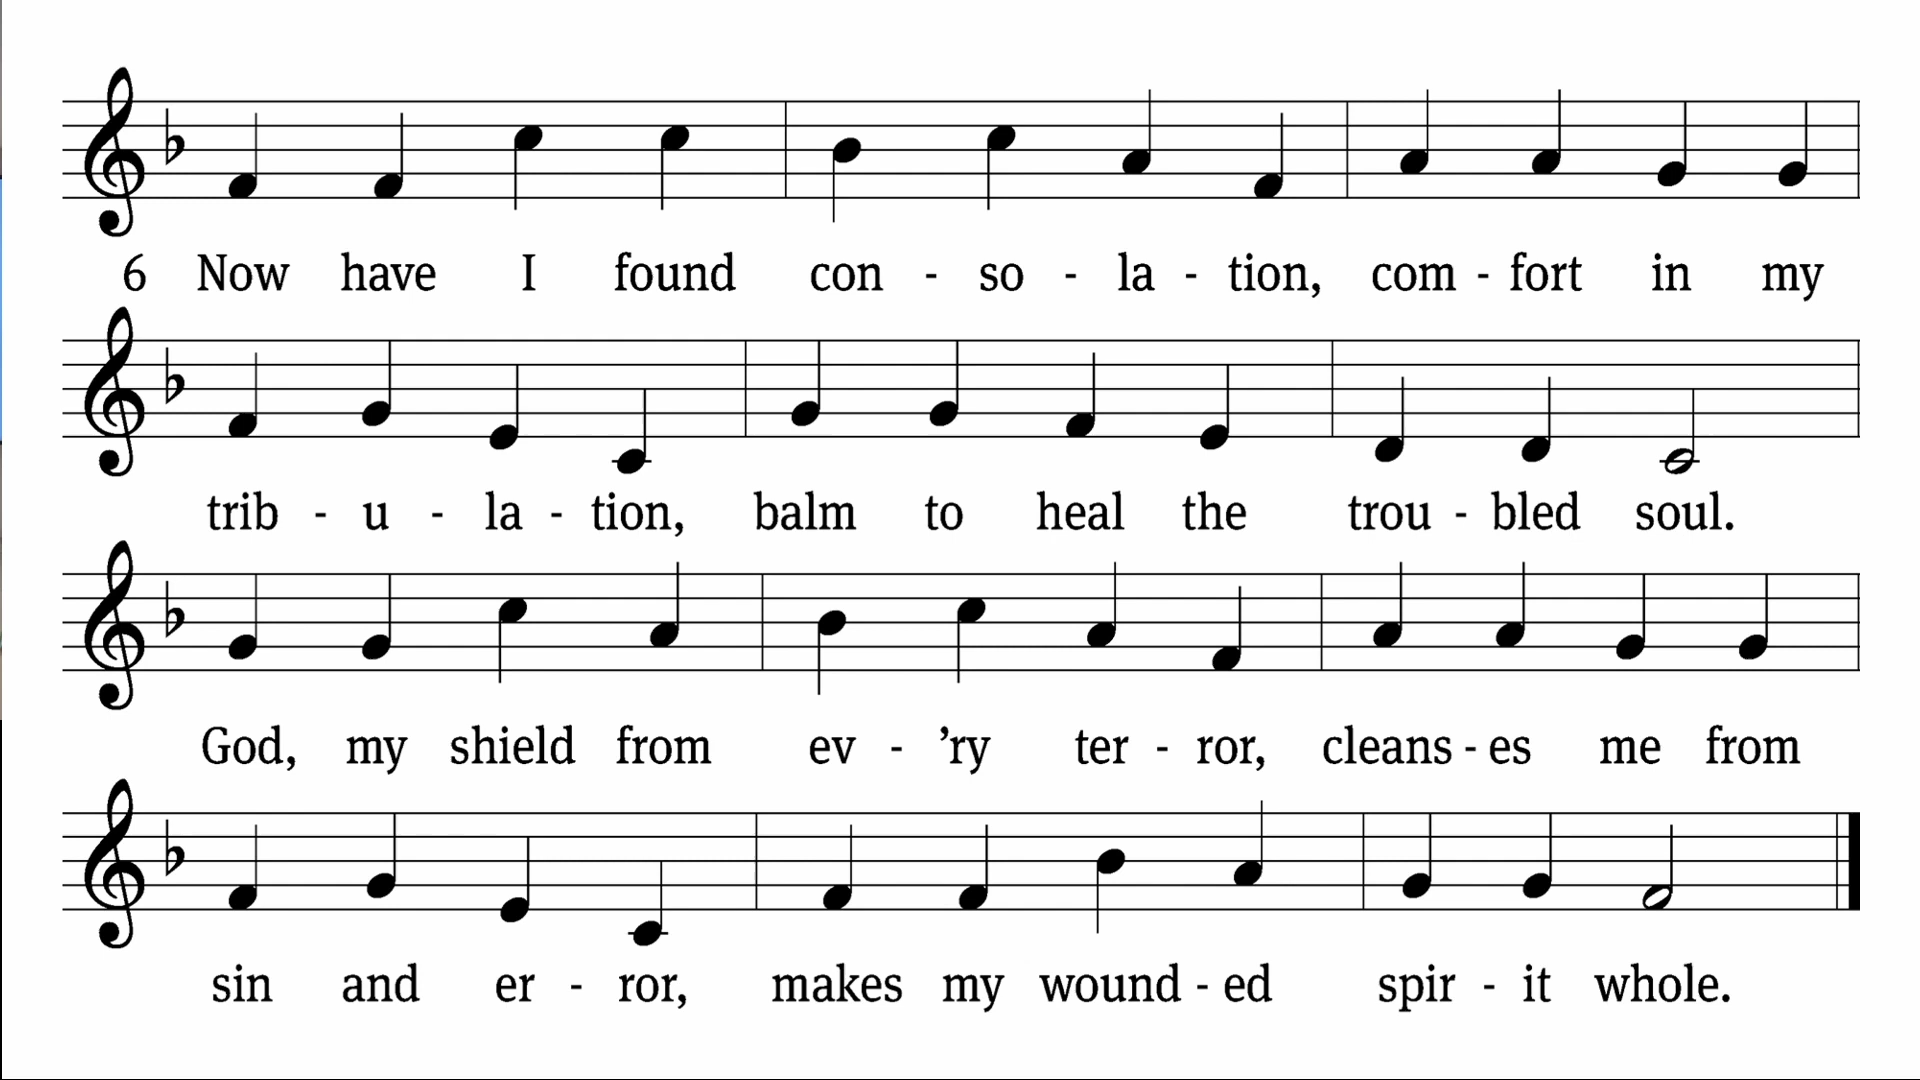 6 Now have I found con - so - la - tion, com - fort in my
trib - u - la - tion, balm to heal the trou - bled soul.
God, my shield from ev - ’ry ter - ror, cleans - es me from
sin and er - ror, makes my wound - ed spir - it whole.